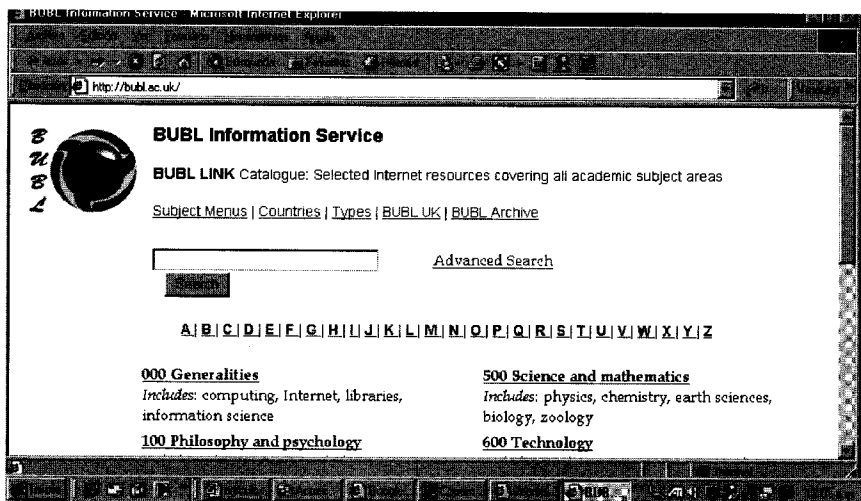 BUBL Information Service - Microsoft Internet Explorer
http://bubl.ac.uk/
B
U
B
L
BUBL Information Service
BUBL LINK Catalogue: Selected Internet resources covering all academic subject areas
Subject Menus | Countries | Types | BUBL UK | BUBL Archive
Advanced Search
Search
A | B | C | D | E | F | G | H | I | J | K | L | M | N | O | P | Q | R | S | T | U | V | W | X | Y | Z
000 Generalities
Includes: computing, Internet, libraries,
information science
100 Philosophy and psychology
500 Science and mathematics
Includes: physics, chemistry, earth sciences,
biology, zoology
600 Technology